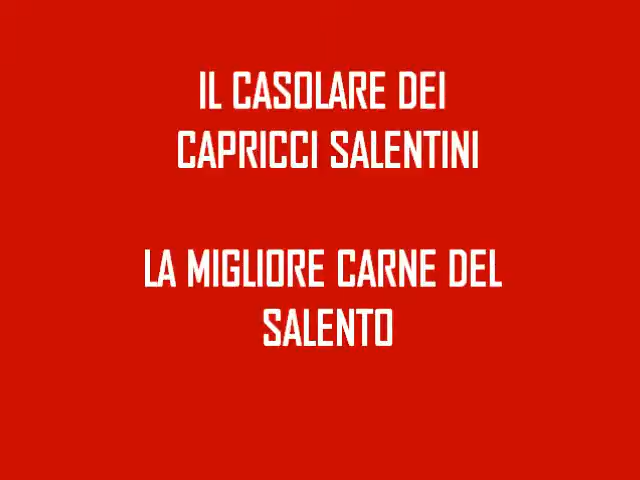 IL CASOLARE DEI
CAPRICCI SALENTINI
LA MIGLIORE CARNE DEL
SALENTO